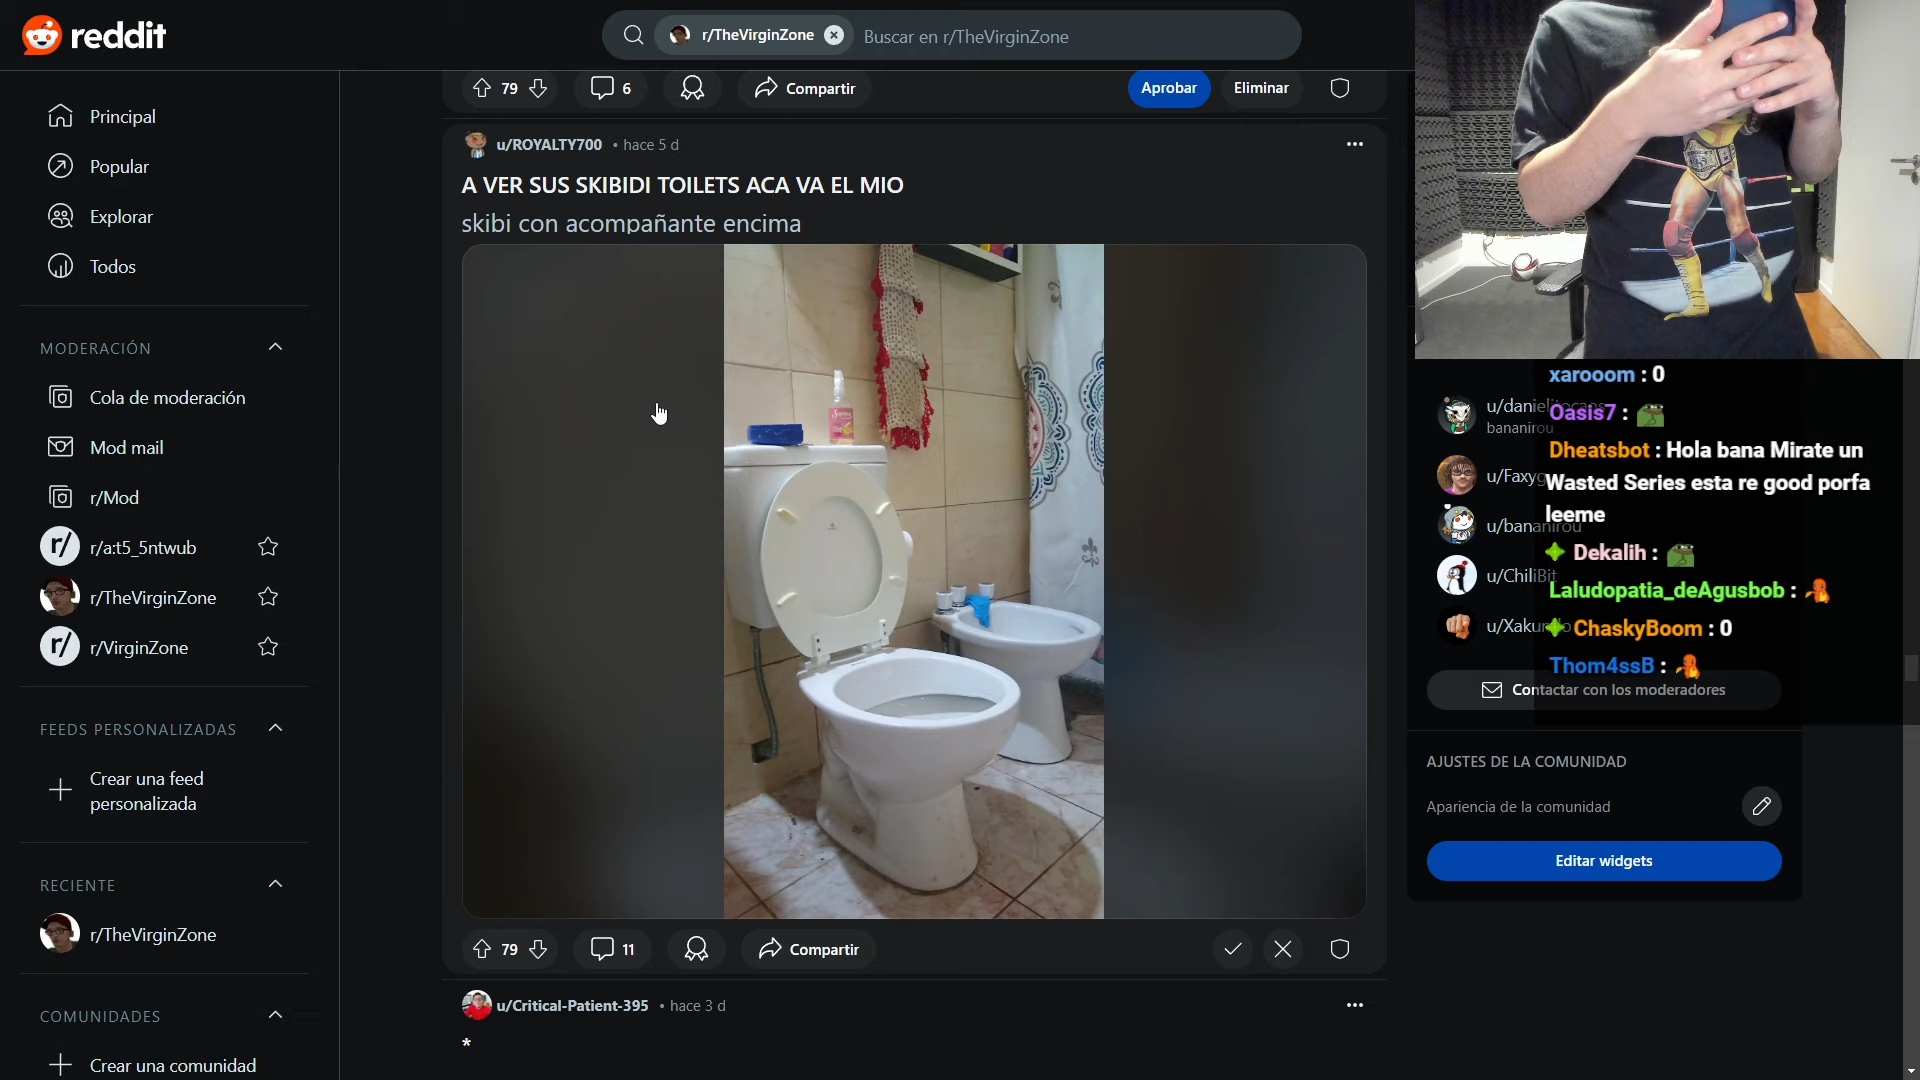 reddit
r/TheVirginZone
Buscar en r/TheVirginZone
Principal
Popular
Explorar
Todos
MODERACIÓN
Cola de moderación
Mod mail
r/Mod
r/a:t5_5ntwub
r/TheVirginZone
r/VirginZone
FEEDS PERSONALIZADAS
Crear una feed
personalizada
RECIENTE
r/TheVirginZone
COMUNIDADES
Crear una comunidad
79
6
Compartir
Aprobar
Eliminar
u/ROYALTY700 • hace 5 d
A VER SUS SKIBIDI TOILETS ACA VA EL MIO
skibi con acompañante encima
79
11
Compartir
u/Critical-Patient-395 • hace 3 d
*
xarooom : 0
Oasis7 :
bananirou
Dheatsbot : Hola bana Mirate un
Wasted Series esta re good porfa
leeme
u/bananirou
Dekalih :
u/ChiliBit
Laludopatia_deAgusbob :
ChaskyBoom : 0
Thom4ssB :
Contactar con los moderadores
AJUSTES DE LA COMUNIDAD
Apariencia de la comunidad
Editar widgets